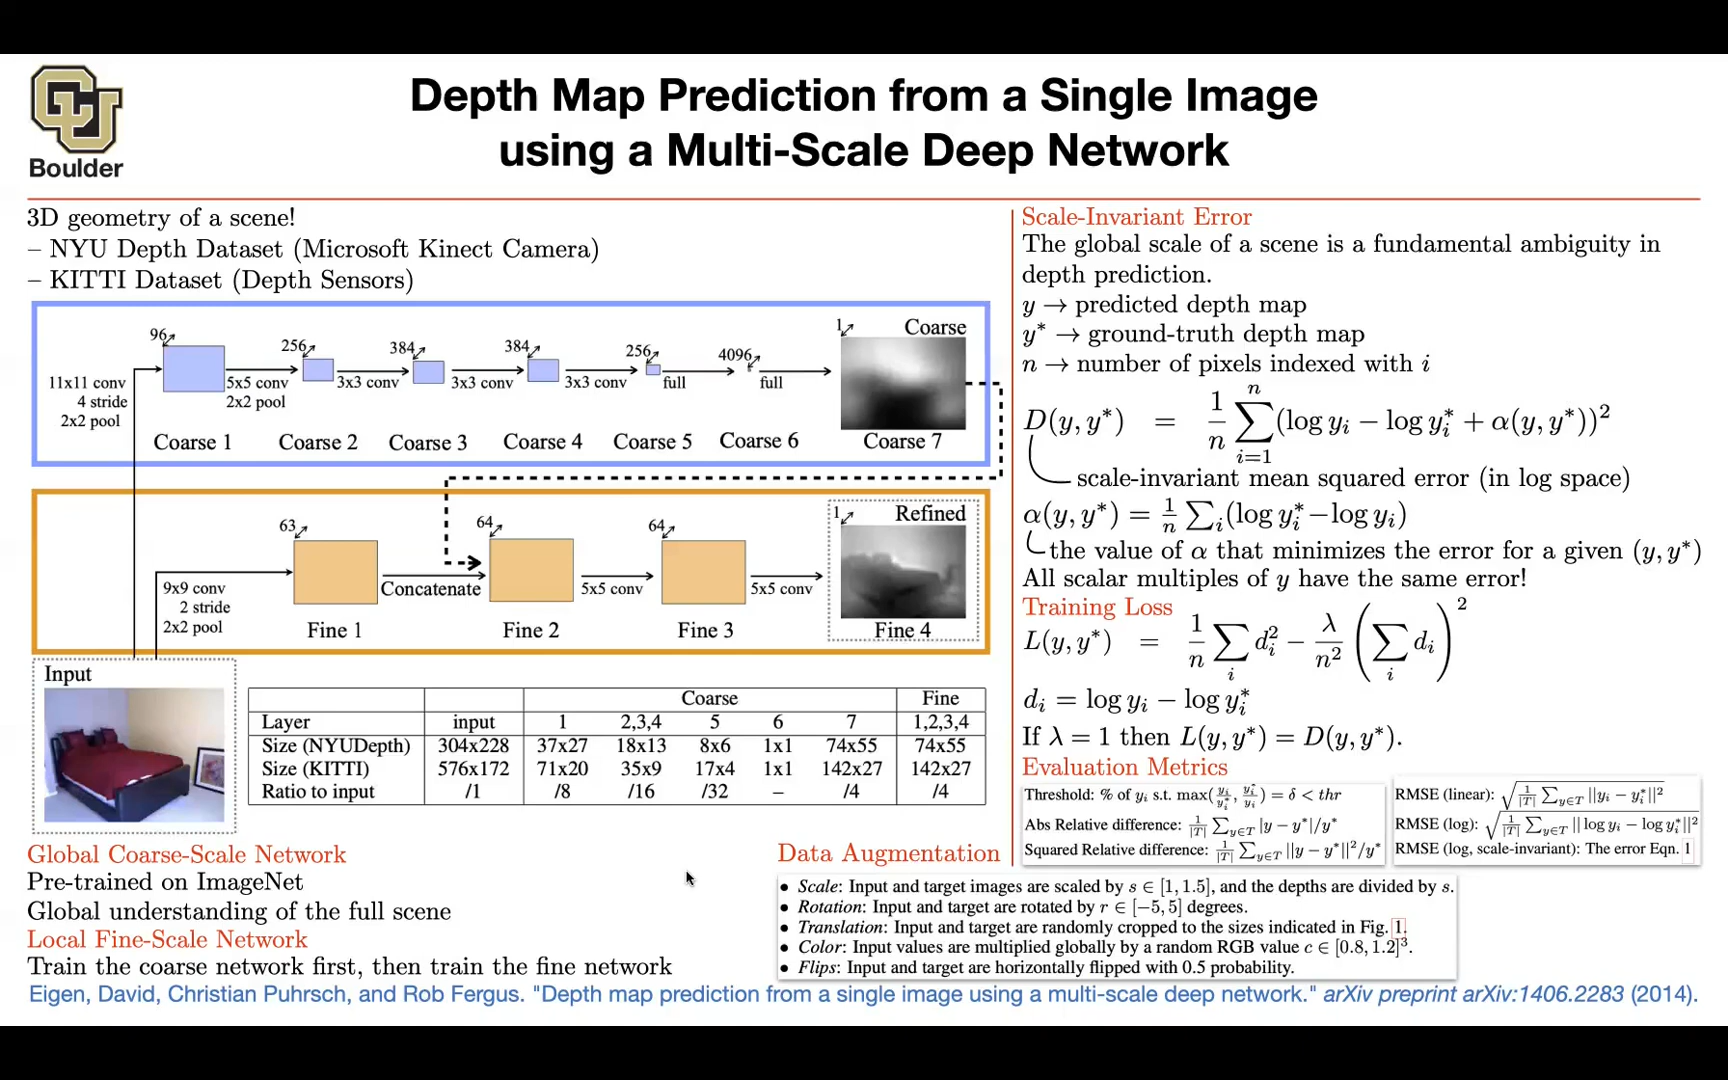 Boulder
Depth Map Prediction from a Single Image
using a Multi-Scale Deep Network
3D geometry of a scene!
– NYU Depth Dataset (Microsoft Kinect Camera)
– KITTI Dataset (Depth Sensors)
96 256 384 384 256 4096 1 Coarse
11x11 conv
4 stride
2x2 pool
5x5 conv
2x2 pool
3x3 conv 3x3 conv 3x3 conv full full
Coarse 1 Coarse 2 Coarse 3 Coarse 4 Coarse 5 Coarse 6 Coarse 7
63 64 64 1 Refined
9x9 conv
2 stride
2x2 pool
Concatenate 5x5 conv 5x5 conv
Fine 1 Fine 2 Fine 3 Fine 4
Input
Coarse Fine
Layer input 1 2,3,4 5 6 7 1,2,3,4
Size (NYUDepth) 304x228 37x27 18x13 8x6 1x1 74x55 74x55
Size (KITTI) 576x172 71x20 35x9 17x4 1x1 142x27 142x27
Ratio to input /1 /8 /16 /32 – /4 /4
Global Coarse-Scale Network
Pre-trained on ImageNet
Global understanding of the full scene
Local Fine-Scale Network
Train the coarse network first, then train the fine network
Scale-Invariant Error
The global scale of a scene is a fundamental ambiguity in
depth prediction.
y → predicted depth map
y* → ground-truth depth map
n → number of pixels indexed with i
D(y, y*) = 1/n ∑_{i=1}^{n} (log y_i − log y_i* + α(y, y*))²
scale-invariant mean squared error (in log space)
α(y, y*) = 1/n ∑_i (log y_i* − log y_i)
the value of α that minimizes the error for a given (y, y*)
All scalar multiples of y have the same error!
Training Loss
L(y, y*) = 1/n ∑_i d_i² − λ/n² (∑_i d_i)²
d_i = log y_i − log y_i*
If λ = 1 then L(y, y*) = D(y, y*).
Evaluation Metrics
Threshold: % of y_i s.t. max(y_i/y_i*, y_i*/y_i) = δ < thr
Abs Relative difference: 1/|T| ∑_{y∈T} |y − y*|/y*
Squared Relative difference: 1/|T| ∑_{y∈T} ||y − y*||²/y*
RMSE (linear): √(1/|T| ∑_{y∈T} ||y_i − y_i*||²)
RMSE (log): √(1/|T| ∑_{y∈T} || log y_i − log y_i*||²)
RMSE (log, scale-invariant): The error Eqn. 1
Data Augmentation
• Scale: Input and target images are scaled by s ∈ [1, 1.5], and the depths are divided by s.
• Rotation: Input and target are rotated by r ∈ [−5, 5] degrees.
• Translation: Input and target are randomly cropped to the sizes indicated in Fig. 1.
• Color: Input values are multiplied globally by a random RGB value c ∈ [0.8, 1.2]³.
• Flips: Input and target are horizontally flipped with 0.5 probability.
Eigen, David, Christian Puhrsch, and Rob Fergus. "Depth map prediction from a single image using a multi-scale deep network." arXiv preprint arXiv:1406.2283 (2014).